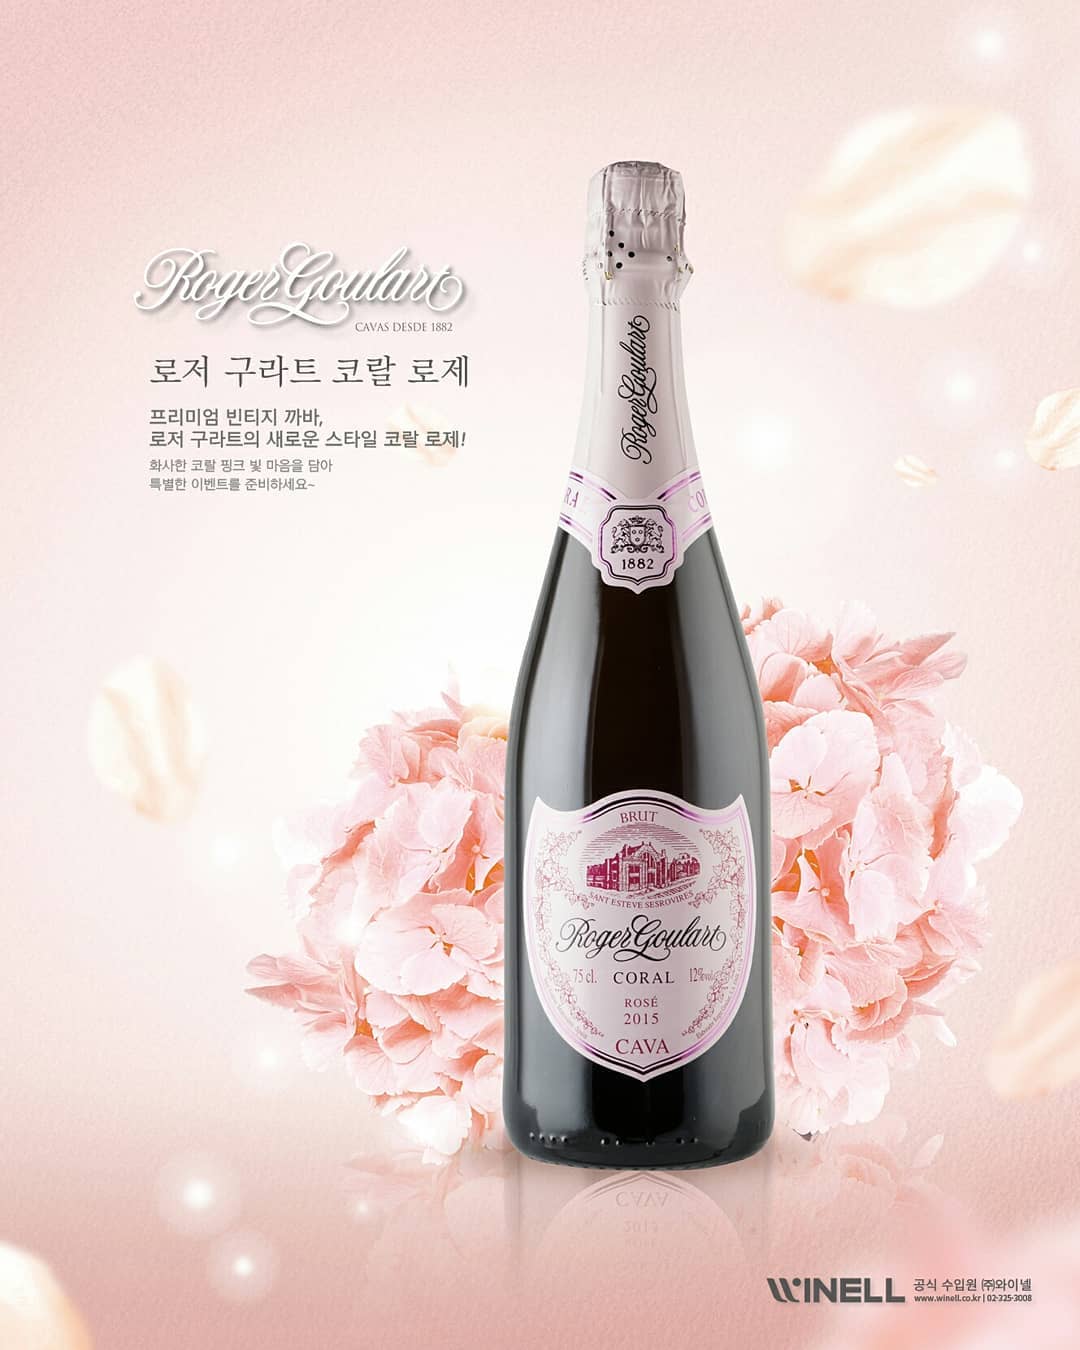 Roger Goulart
CAVAS DESDE 1882
로저 구라트 코랄 로제
프리미엄 빈티지 까바,
로저 구라트의 새로운 스타일 코랄 로제!
화사한 코랄 핑크 빛 마음을 담아
특별한 이벤트를 준비하세요~
Roger Goulart
1882
BRUT
SANT ESTEVE SESROVIRES
Roger Goulart
75 cl. CORAL 12%vol.
ROSÉ
2015
CAVA
WINELL 공식 수입원 ㈜와이넬
www.winell.co.kr | 02-325-3008